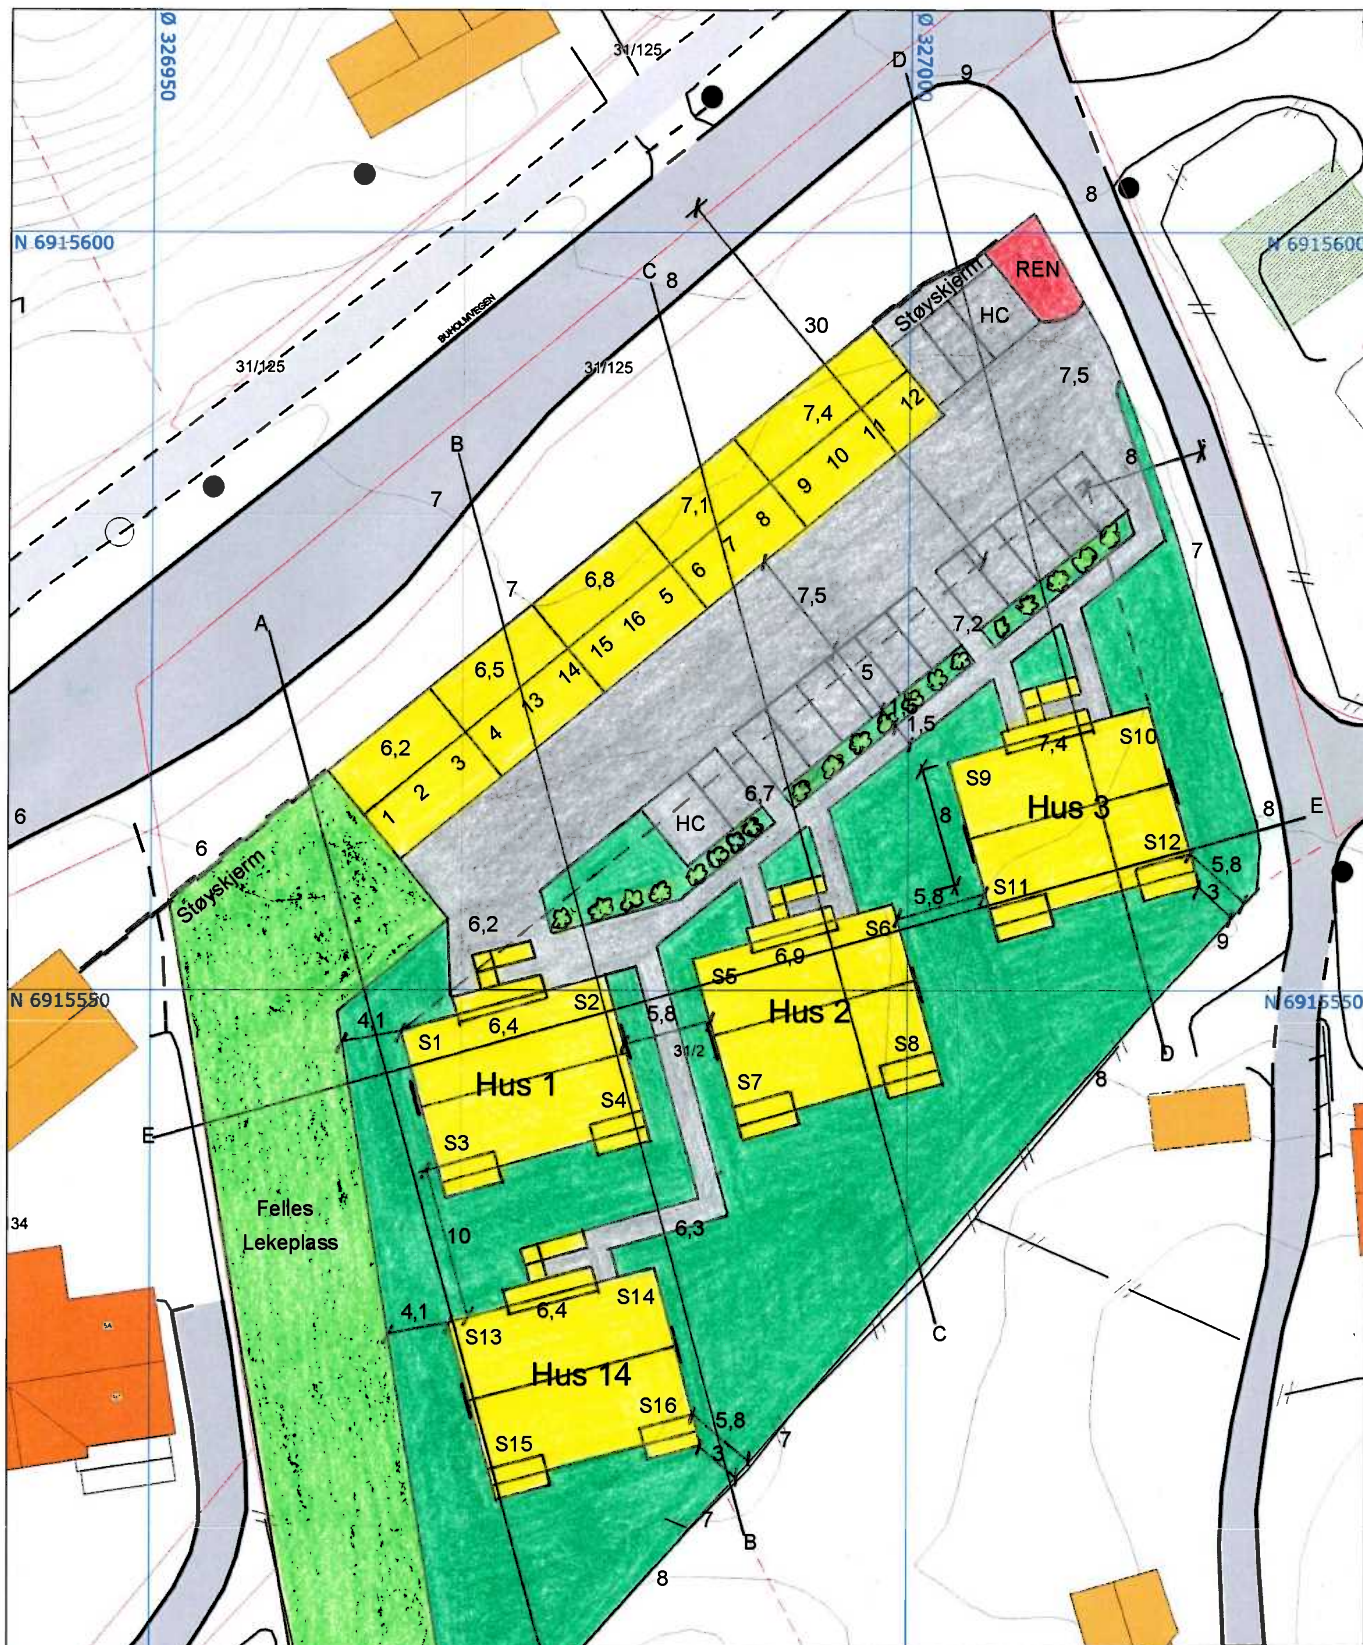 Ø 326950
Ø 327000
31/125
D
9
8
N 6915600
N 6915600
REN
Støyskjerm
HC
C
8
BUHOLMVEGEN
30
31/125
31/125
7,5
7,4
12
11
10
9
B
8
7
7,1
8
7
6
7,5
7
7
6,8
5
16
15
7,2
A
6,5
14
13
4
5
1,5
6,2
3
2
1
7,4
S10
S9
Hus 3
8
6,7
HC
6
6
Støyskjerm
8
E
S12
5,8
3
S11
5,8
9
6,2
S6
6,9
S5
N 6915550
N 6915550
S2
5,8
Hus 2
4,1
6,4
S1
31/2
S8
D
Hus 1
S7
8
S4
E
S3
Felles
Lekeplass
34
10
6,3
4,1
6,4
S14
S13
C
Hus 14
S16
5,8
7
3
S15
7
B
8